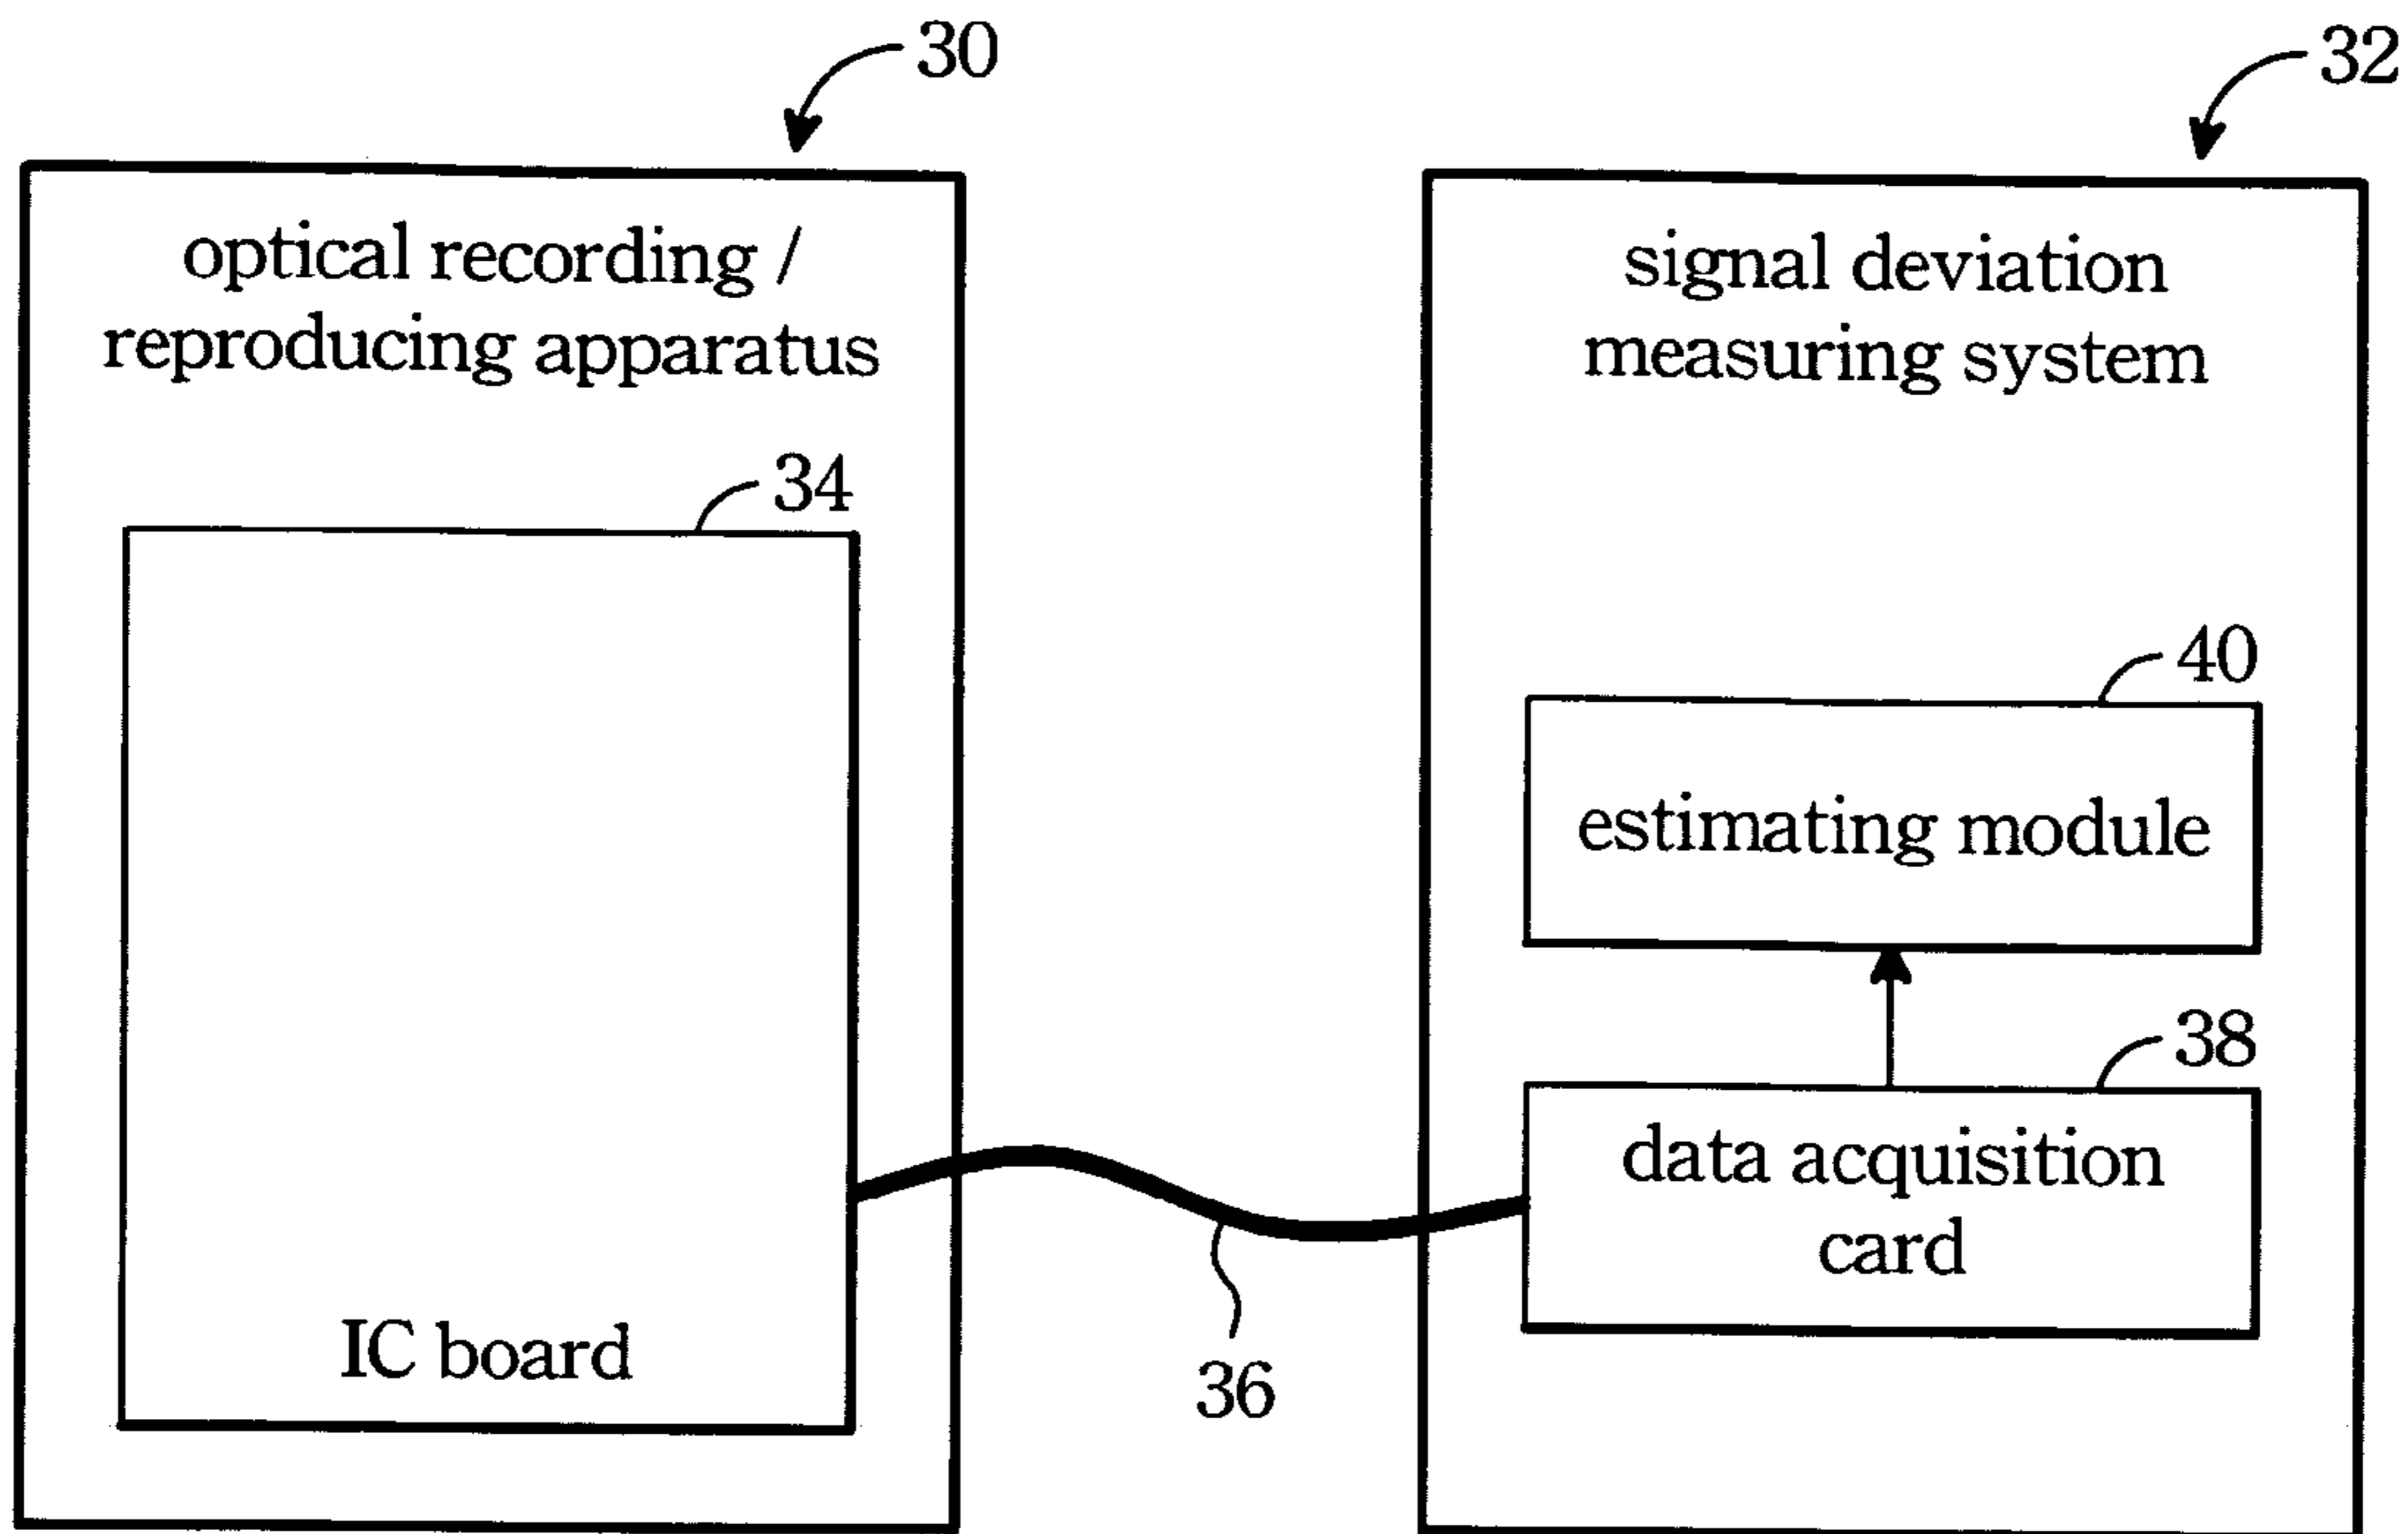 30
32
optical recording /
reproducing apparatus
signal deviation
measuring system
34
40
estimating module
38
data acquisition
card
IC board
36